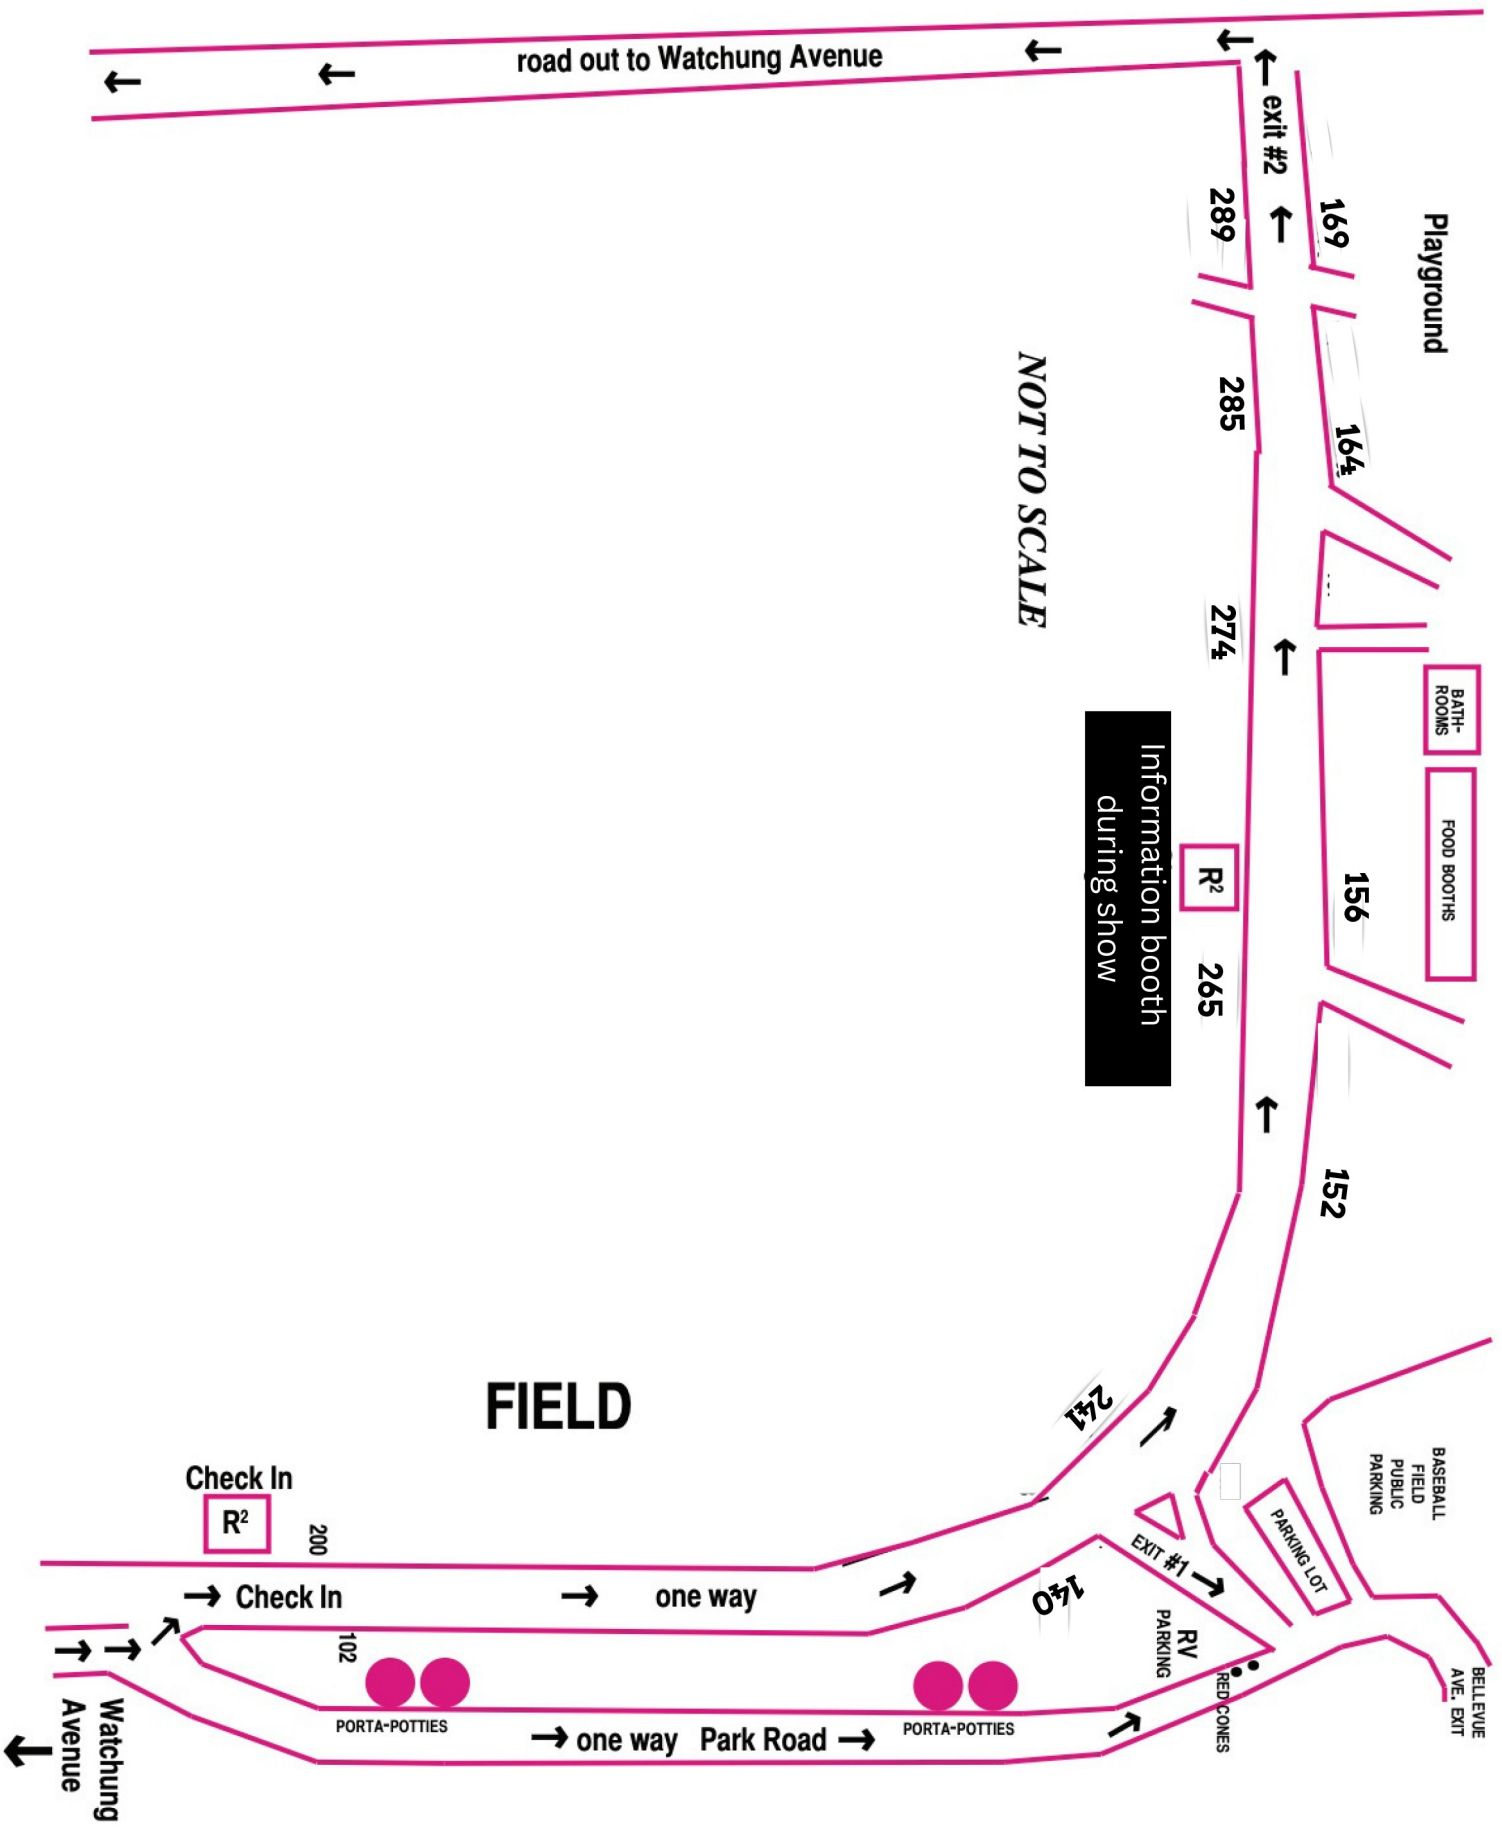 road out to Watchung Avenue
exit #2
289
169
Playground
285
164
NOT TO SCALE
274
BATH-
ROOMS
FOOD BOOTHS
Information booth
during show
R²
156
265
152
241
FIELD
BASEBALL
FIELD
PUBLIC
PARKING
PARKING LOT
Check In
R²
200
EXIT #1
Check In
one way
140
102
RV
PARKING
RED CONES
BELLEVUE
AVE. EXIT
PORTA-POTTIES
PORTA-POTTIES
one way Park Road
Watchung
Avenue